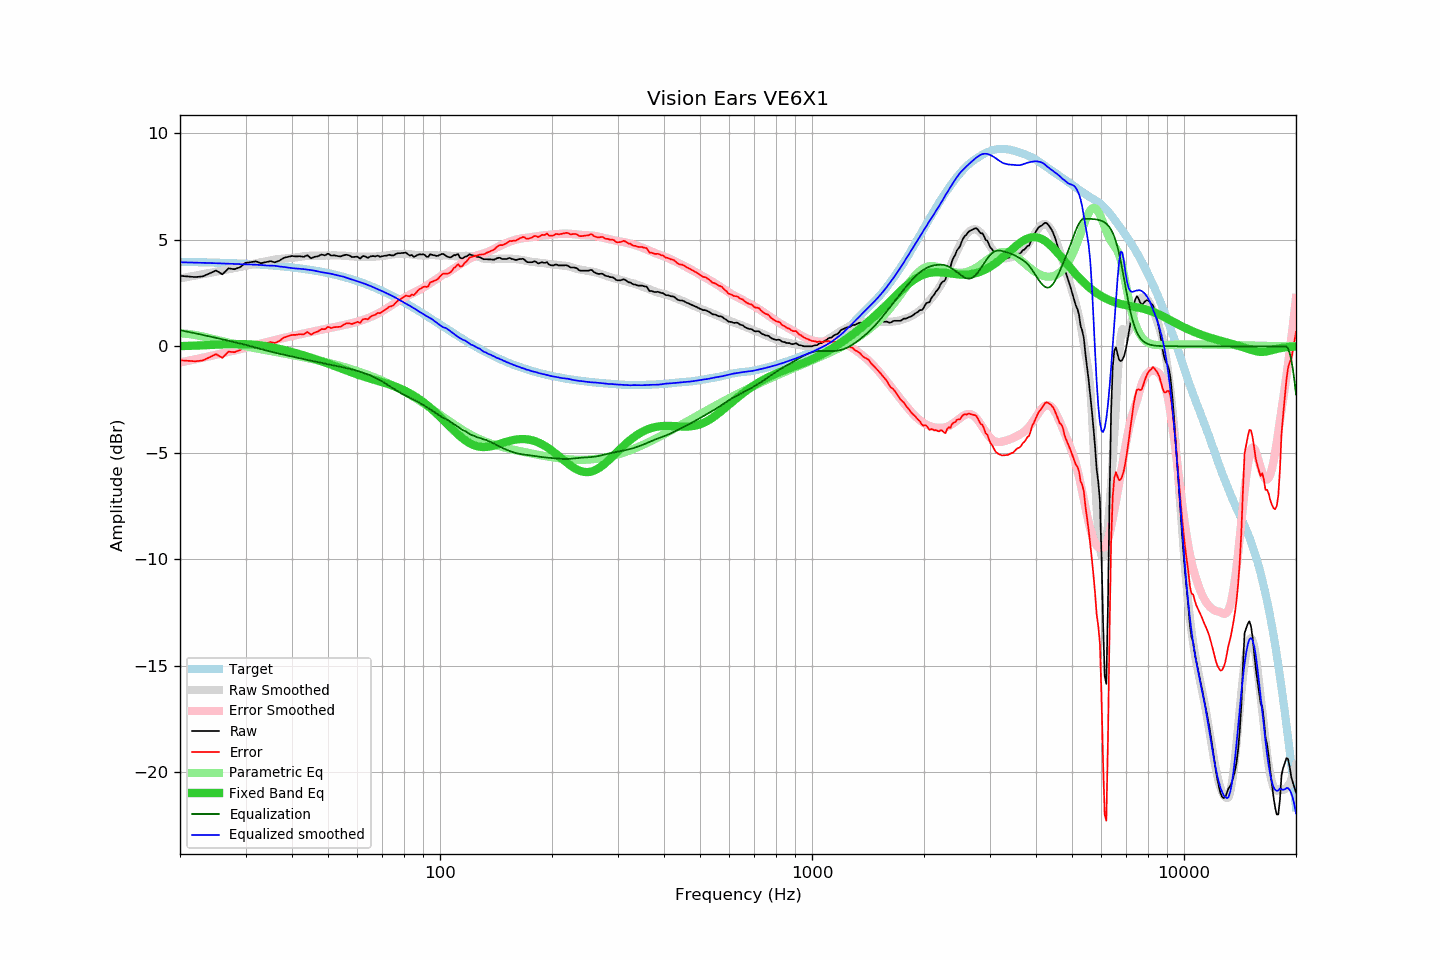 Vision Ears VE6X1
Amplitude (dBr)
10
5
0
−5
−10
−15
−20
Target
Raw Smoothed
Error Smoothed
Raw
Error
Parametric Eq
Fixed Band Eq
Equalization
Equalized smoothed
100
1000
10000
Frequency (Hz)